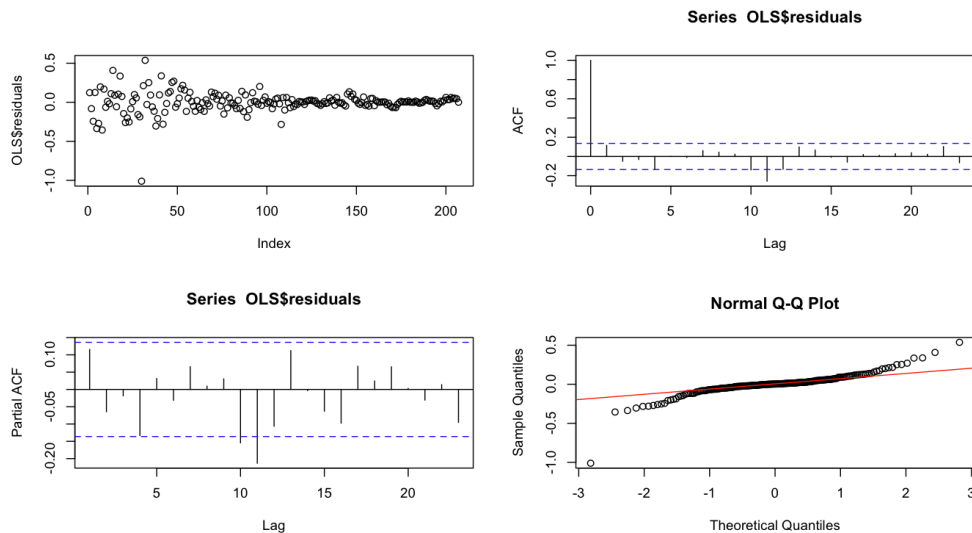 OLS$residuals
0.5
0.0
-0.5
-1.0
0 50 100 150 200
Index
Series OLS$residuals
ACF
1.0
0.6
0.2
-0.2
0 5 10 15 20
Lag
Series OLS$residuals
Partial ACF
0.10
-0.05
-0.20
5 10 15 20
Lag
Normal Q-Q Plot
Sample Quantiles
0.5
0.0
-1.0
-3 -2 -1 0 1 2 3
Theoretical Quantiles